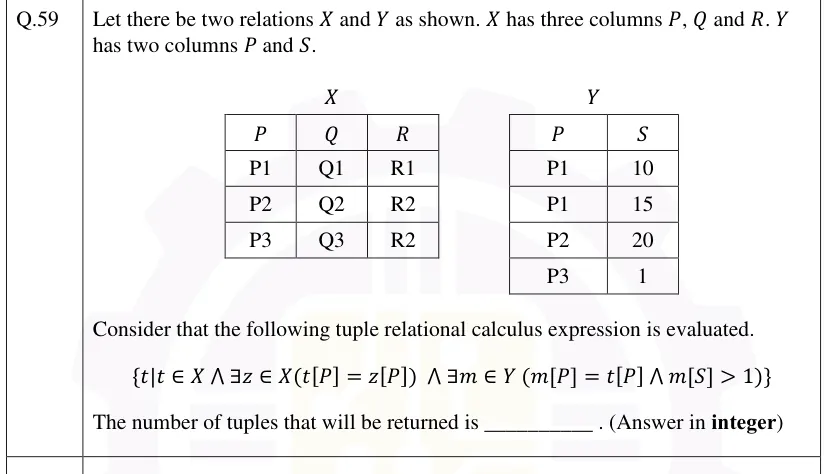 Q.59 Let there be two relations X and Y as shown. X has three columns P, Q and R. Y
has two columns P and S.
X Y
P Q R P S
P1 Q1 R1 P1 10
P2 Q2 R2 P1 15
P3 Q3 R2 P2 20
P3 1
Consider that the following tuple relational calculus expression is evaluated.
{t|t ∈ X ⋀ ∃z ∈ X(t[P] = z[P]) ⋀ ∃m ∈ Y (m[P] = t[P] ⋀ m[S] > 1)}
The number of tuples that will be returned is __________ . (Answer in integer)